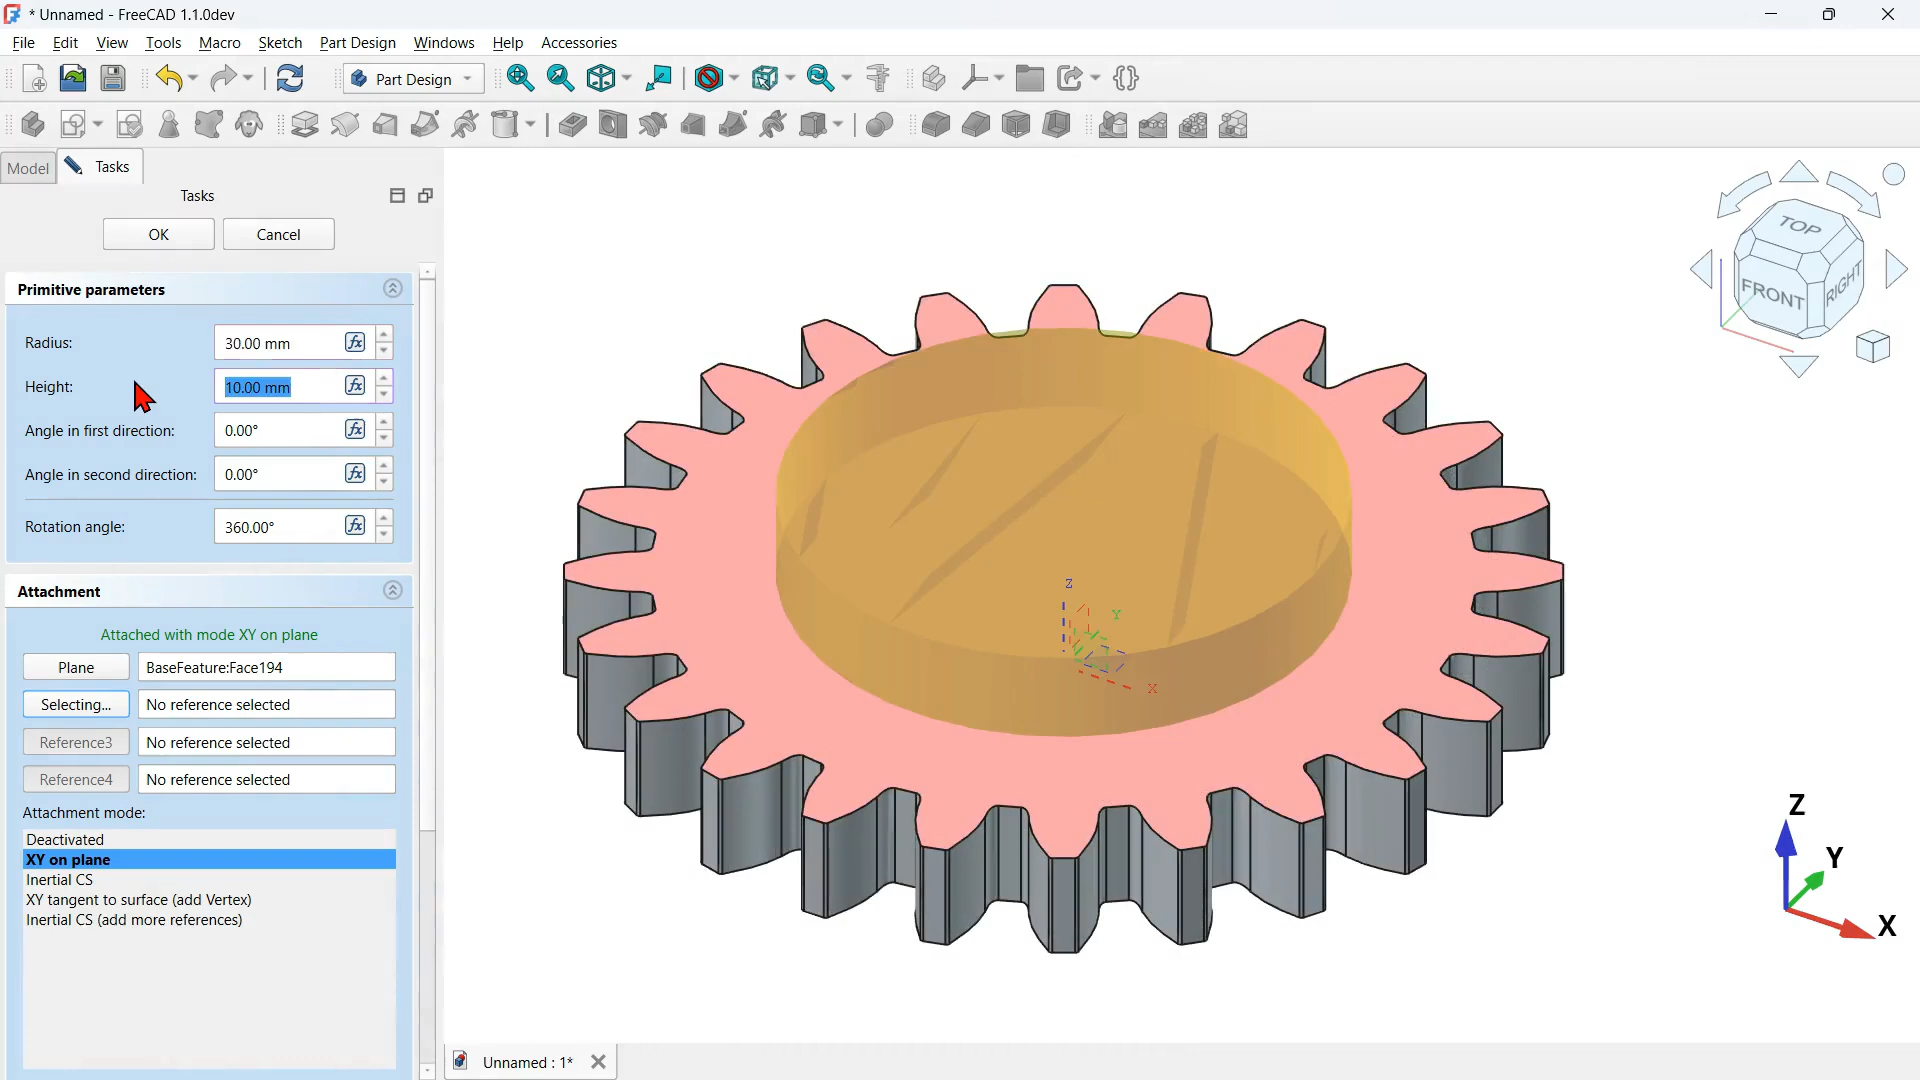 * Unnamed - FreeCAD 1.1.0dev
File Edit View Tools Macro Sketch Part Design Windows Help Accessories
Part Design
Model Tasks
Tasks
OK Cancel
Primitive parameters
Radius: 30.00 mm
Height: 10.00 mm
Angle in first direction: 0.00°
Angle in second direction: 0.00°
Rotation angle: 360.00°
Attachment
Attached with mode XY on plane
Plane BaseFeature:Face194
Selecting... No reference selected
Reference3 No reference selected
Reference4 No reference selected
Attachment mode:
Deactivated
XY on plane
Inertial CS
XY tangent to surface (add Vertex)
Inertial CS (add more references)
Z
Y
X
TOP
FRONT
RIGHT
Z
Y
X
Unnamed : 1*